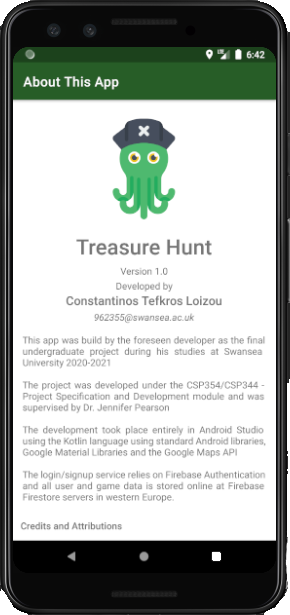 6:42
About This App
Treasure Hunt
Version 1.0
Developed by
Constantinos Tefkros Loizou
962355@swansea.ac.uk
This app was build by the foreseen developer as the final
undergraduate project during his studies at Swansea
University 2020-2021
The project was developed under the CSP354/CSP344 -
Project Specification and Development module and was
supervised by Dr. Jennifer Pearson
The development took place entirely in Android Studio
using the Kotlin language using standard Android libraries,
Google Material Libraries and the Google Maps API
The login/signup service relies on Firebase Authentication
and all user and game data is stored online at Firebase
Firestore servers in western Europe.
Credits and Attributions